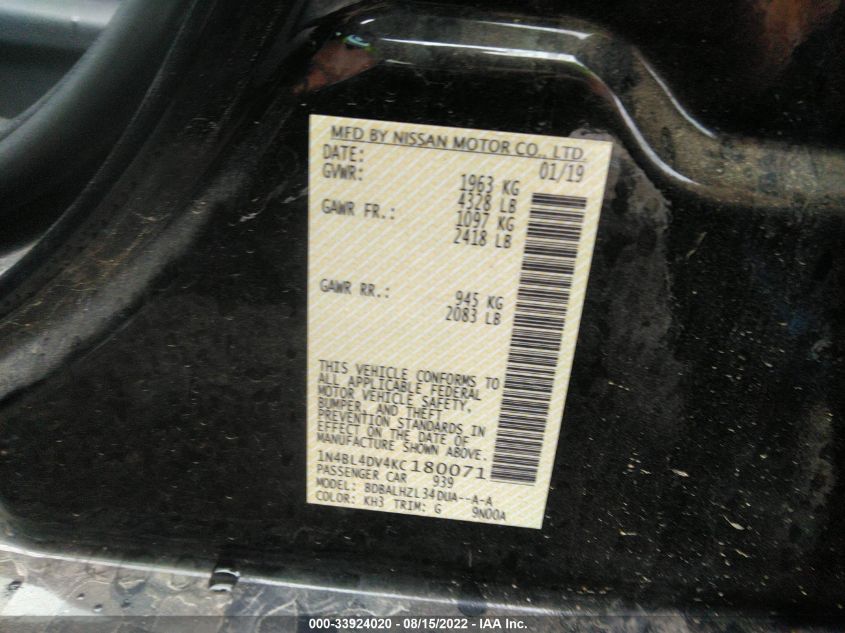 MFD BY NISSAN MOTOR CO., LTD.
DATE: 01/19
GVWR: 1963 KG
4328 LB
GAWR FR.: 1097 KG
2418 LB
GAWR RR.: 945 KG
2083 LB
THIS VEHICLE CONFORMS TO
ALL APPLICABLE FEDERAL
MOTOR VEHICLE SAFETY,
BUMPER, AND THEFT
PREVENTION STANDARDS IN
EFFECT ON THE DATE OF
MANUFACTURE SHOWN ABOVE.
1N4BL4DV4KC180071
PASSENGER CAR 939
MODEL: BDBALHZL34DUA--A-A
COLOR: KH3 TRIM: G 9N00A
000-33924020 - 08/15/2022 - IAA Inc.